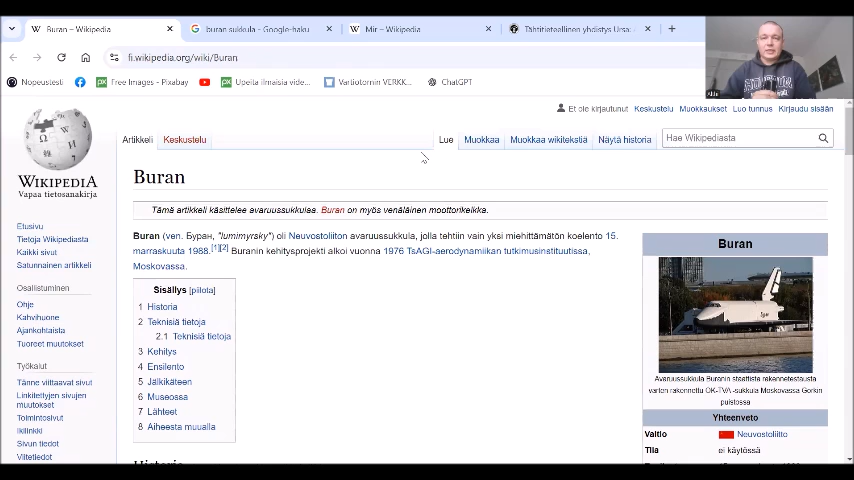 Buran – Wikipedia
buran sukkula - Google-haku
Mir – Wikipedia
Tähtitieteellinen yhdistys Ursa:
fi.wikipedia.org/wiki/Buran
Nopeustesti
Free Images - Pixabay
Upeita ilmaisia vide...
Vartiotornin VERKK...
ChatGPT
Et ole kirjautunut
Keskustelu
Muokkaukset
Luo tunnus
Kirjaudu sisään
Artikkeli
Keskustelu
Lue
Muokkaa
Muokkaa wikitekstiä
Näytä historia
Hae Wikipediasta
WIKIPEDIA
Vapaa tietosanakirja
Etusivu
Tietoja Wikipediasta
Kaikki sivut
Satunnainen artikkeli
Osallistuminen
Ohje
Kahvihuone
Ajankohtaista
Tuoreet muutokset
Työkalut
Tänne viittaavat sivut
Linkitettyjen sivujen
muutokset
Toimintosivut
Ikilinkki
Sivun tiedot
Viitetiedot
Buran
Tämä artikkeli käsittelee avaruussukkulaa. Buran on myös venäläinen moottorikelkka.
Buran (ven. Буран, "lumimyrsky") oli Neuvostoliiton avaruussukkula, jolla tehtiin vain yksi miehittämätön koelento 15.
marraskuuta 1988.[1][2] Buranin kehitysprojekti alkoi vuonna 1976 TsAGI-aerodynamiikan tutkimusinstituutissa,
Moskovassa.
Sisällys [piilota]
1 Historia
2 Teknisiä tietoja
2.1 Teknisiä tietoja
3 Kehitys
4 Ensilento
5 Jälkikäteen
6 Museossa
7 Lähteet
8 Aiheesta muualla
Historia
Buran
Avaruussukkula Buranin staattista rakennetestausta
varten rakennettu OK-TVA -sukkula Moskovassa Gorkin
puistossa
Yhteenveto
Valtio
Neuvostoliitto
Tila
ei käytössä